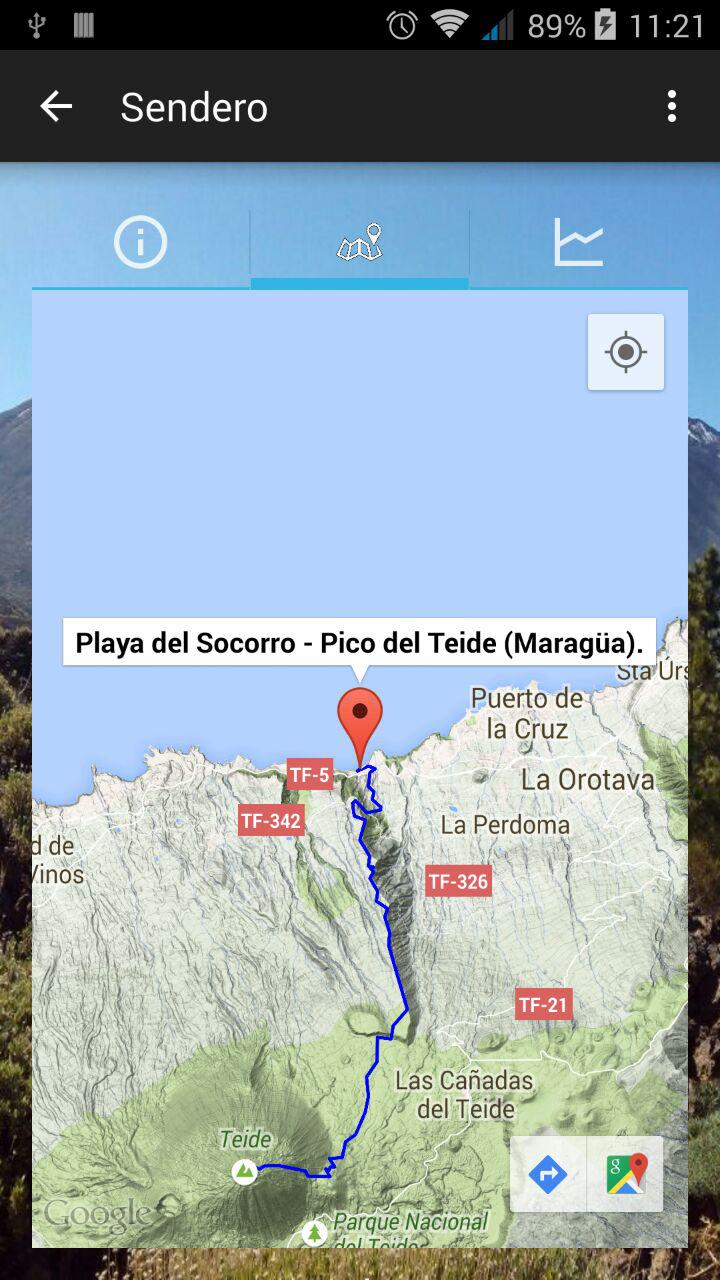 89% 11:21
Sendero
Playa del Socorro - Pico del Teide (Maragüa).
Sta Úrs
Puerto de
la Cruz
TF-5
La Orotava
TF-342
La Perdoma
d de
Vinos
TF-326
TF-21
Las Cañadas
del Teide
Teide
Google
Parque Nacional
del Teide